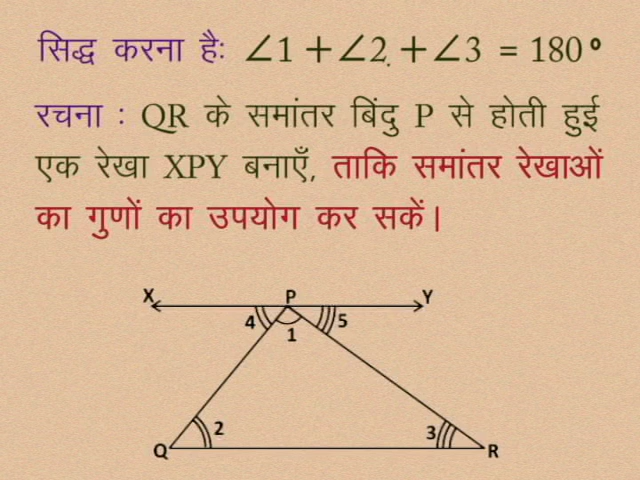 सिद्ध करना है: ∠1 +∠2. +∠3 = 180°
रचना : QR के समांतर बिंदु P से होती हुई
एक रेखा XPY बनाएँ, ताकि समांतर रेखाओं
का गुणों का उपयोग कर सकें।
X P Y
4 1 5
2 3
Q R